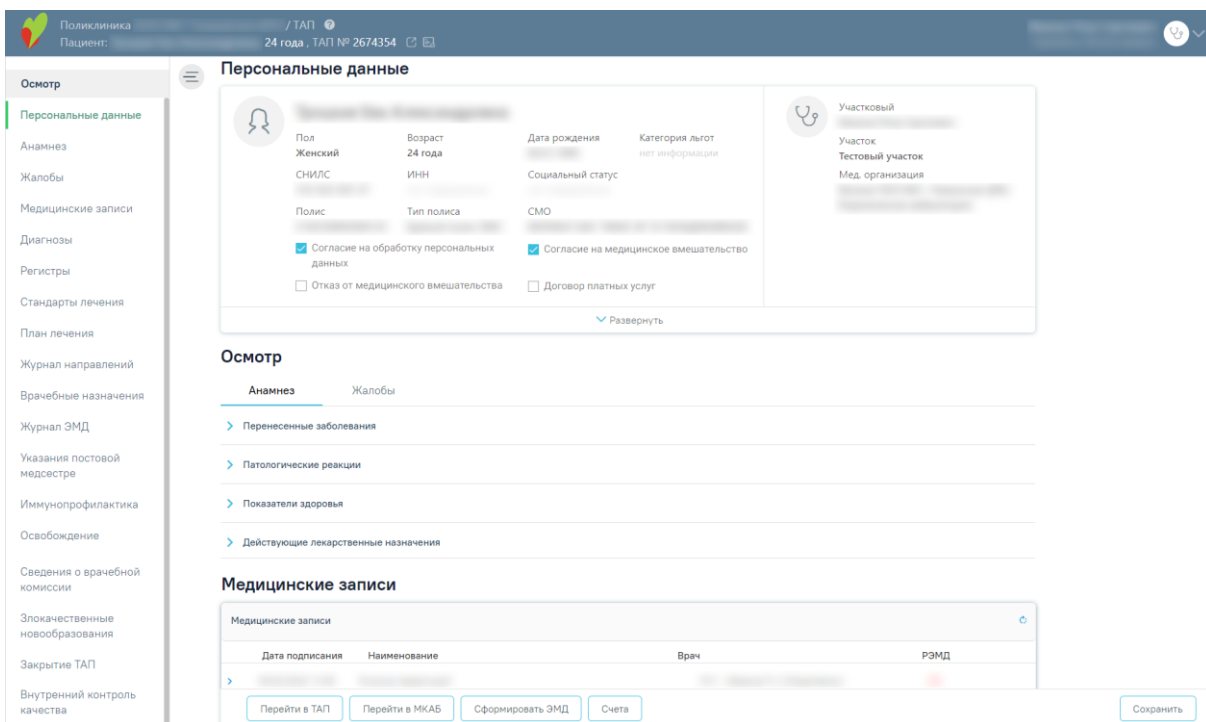 Поликлиника
/ ТАП
Пациент:
24 года , ТАП № 2674354
Осмотр
Персональные данные
Анамнез
Жалобы
Медицинские записи
Диагнозы
Регистры
Стандарты лечения
План лечения
Журнал направлений
Врачебные назначения
Журнал ЭМД
Указания постовой
медсестре
Иммунопрофилактика
Освобождение
Сведения о врачебной
комиссии
Злокачественные
новообразования
Закрытие ТАП
Внутренний контроль
качества
Персональные данные
Пол
Возраст
Дата рождения
Категория льгот
Женский
24 года
нет информации
СНИЛС
ИНН
Социальный статус
Полис
Тип полиса
СМО
Согласие на обработку персональных
данных
Согласие на медицинское вмешательство
Отказ от медицинского вмешательства
Договор платных услуг
Участковый
Участок
Тестовый участок
Мед. организация
Развернуть
Осмотр
Анамнез
Жалобы
Перенесенные заболевания
Патологические реакции
Показатели здоровья
Действующие лекарственные назначения
Медицинские записи
Медицинские записи
Дата подписания
Наименование
Врач
РЭМД
Перейти в ТАП
Перейти в МКАБ
Сформировать ЭМД
Счета
Сохранить